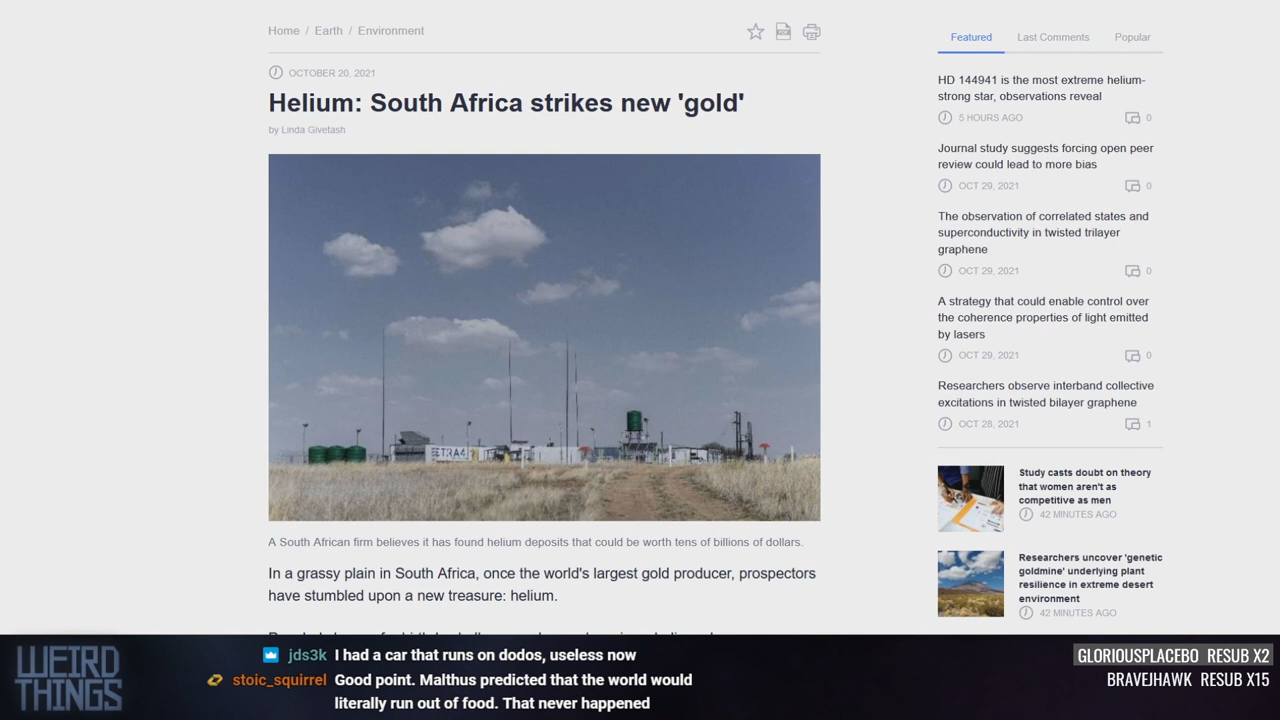 Home / Earth / Environment
OCTOBER 20, 2021
Helium: South Africa strikes new 'gold'
by Linda Givetash
A South African firm believes it has found helium deposits that could be worth tens of billions of dollars.
In a grassy plain in South Africa, once the world's largest gold producer, prospectors
have stumbled upon a new treasure: helium.
Featured Last Comments Popular
HD 144941 is the most extreme helium-
strong star, observations reveal
5 HOURS AGO 0
Journal study suggests forcing open peer
review could lead to more bias
OCT 29, 2021 0
The observation of correlated states and
superconductivity in twisted trilayer
graphene
OCT 29, 2021 0
A strategy that could enable control over
the coherence properties of light emitted
by lasers
OCT 29, 2021 0
Researchers observe interband collective
excitations in twisted bilayer graphene
OCT 28, 2021 1
Study casts doubt on theory
that women aren't as
competitive as men
42 MINUTES AGO
Researchers uncover 'genetic
goldmine' underlying plant
resilience in extreme desert
environment
42 MINUTES AGO
WEIRD
THINGS
jds3k I had a car that runs on dodos, useless now
stoic_squirrel Good point. Malthus predicted that the world would
literally run out of food. That never happened
GLORIOUSPLACEBO RESUB X2
BRAVEJHAWK RESUB X15